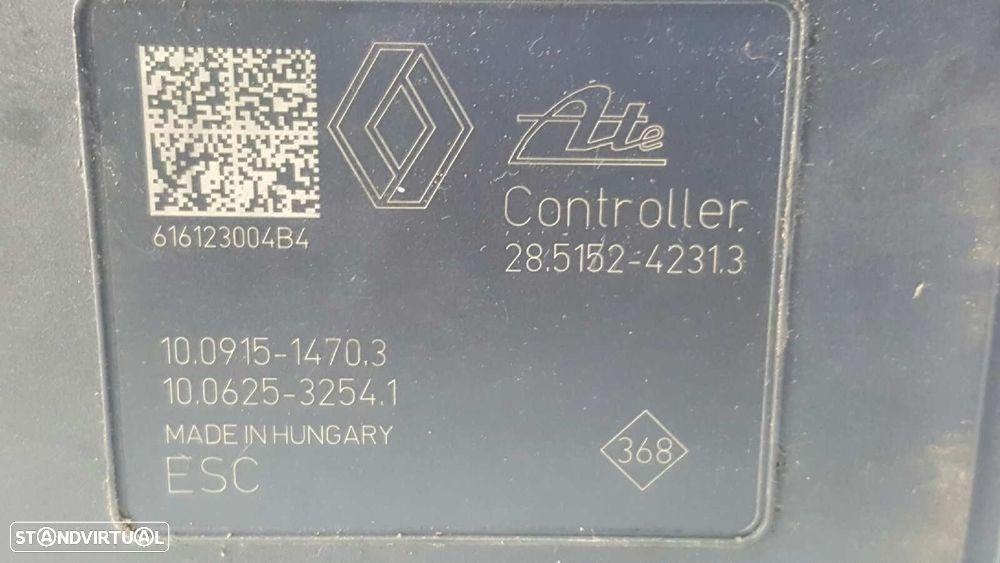 616123004B4
Ate
Controller.
28.5152-4231.3
10.0915-1470.3
10.0625-3254.1
MADE IN HUNGARY
ESC
368
STANDVIRTUAL